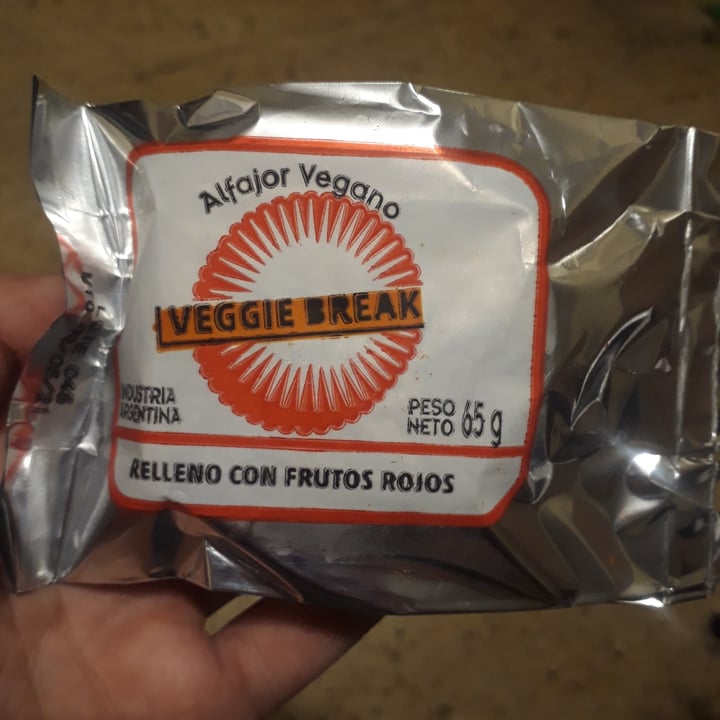 Alfajor Vegano
VEGGIE BREAK
INDUSTRIA
ARGENTINA
PESO
NETO 65 g
RELLENO CON FRUTOS ROJOS